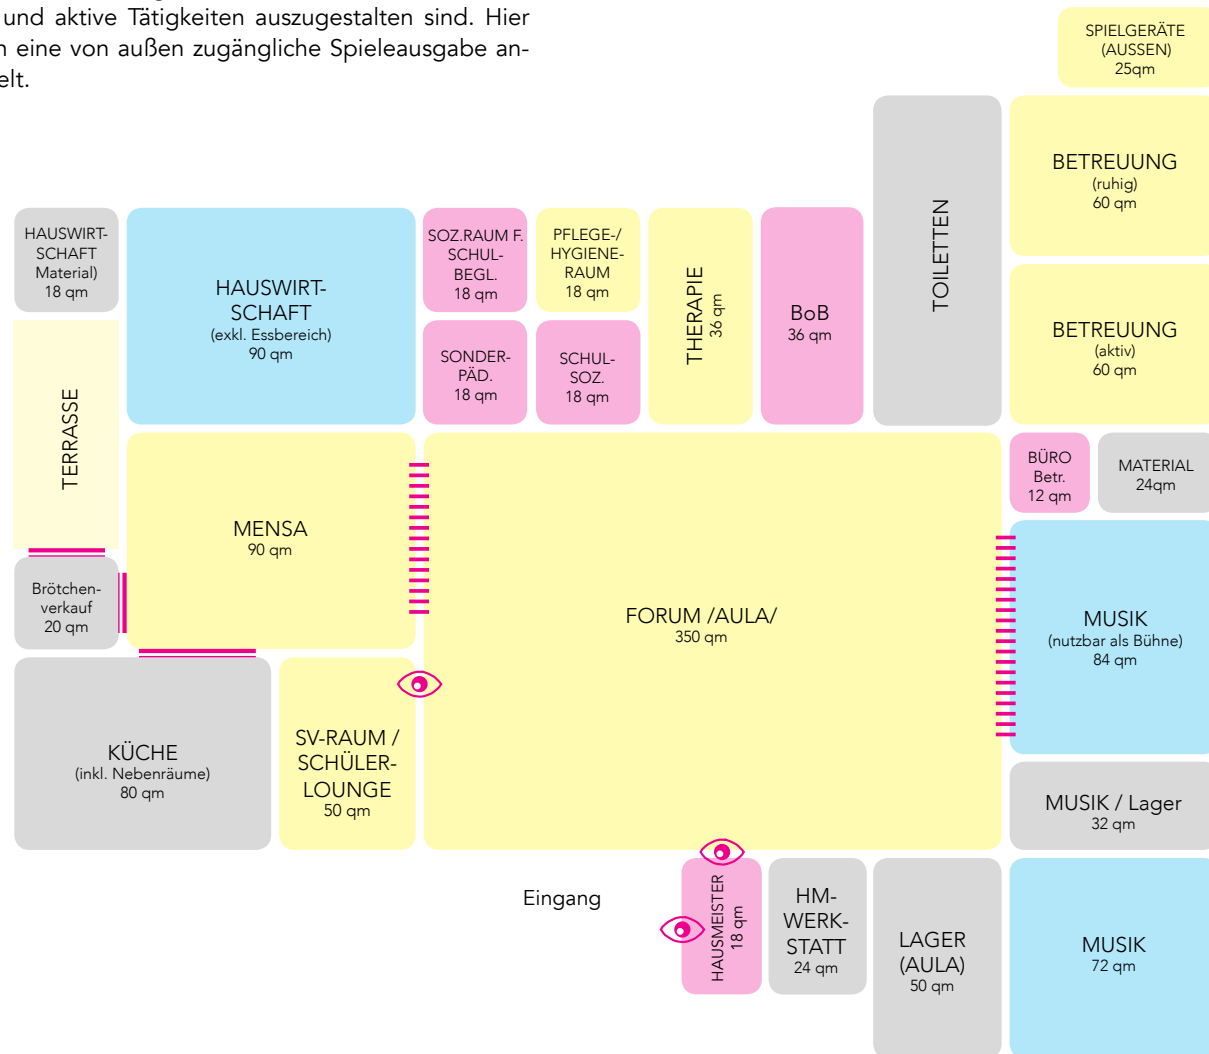 und aktive Tätigkeiten auszugestalten sind. Hier
eine von außen zugängliche Spieleausgabe an-
SPIELGERÄTE
(AUSSEN)
25qm
BETREUUNG
(ruhig)
60 qm
TOILETTEN
HAUSWIRT-
SCHAFT
Material)
18 qm
HAUSWIRT-
SCHAFT
(exkl. Essbereich)
90 qm
SOZ.RAUM F.
SCHUL-
BEGL.
18 qm
PFLEGE-/
HYGIENE-
RAUM
18 qm
THERAPIE
36 qm
BoB
36 qm
BETREUUNG
(aktiv)
60 qm
SONDER-
PÄD.
18 qm
SCHUL-
SOZ.
18 qm
TERRASSE
MENSA
90 qm
BÜRO
Betr.
12 qm
MATERIAL
24qm
Brötchen-
verkauf
20 qm
FORUM /AULA/
350 qm
MUSIK
(nutzbar als Bühne)
84 qm
KÜCHE
(inkl. Nebenräume)
80 qm
SV-RAUM /
SCHÜLER-
LOUNGE
50 qm
MUSIK / Lager
32 qm
Eingang
HAUSMEISTER
18 qm
HM-
WERK-
STATT
24 qm
LAGER
(AULA)
50 qm
MUSIK
72 qm